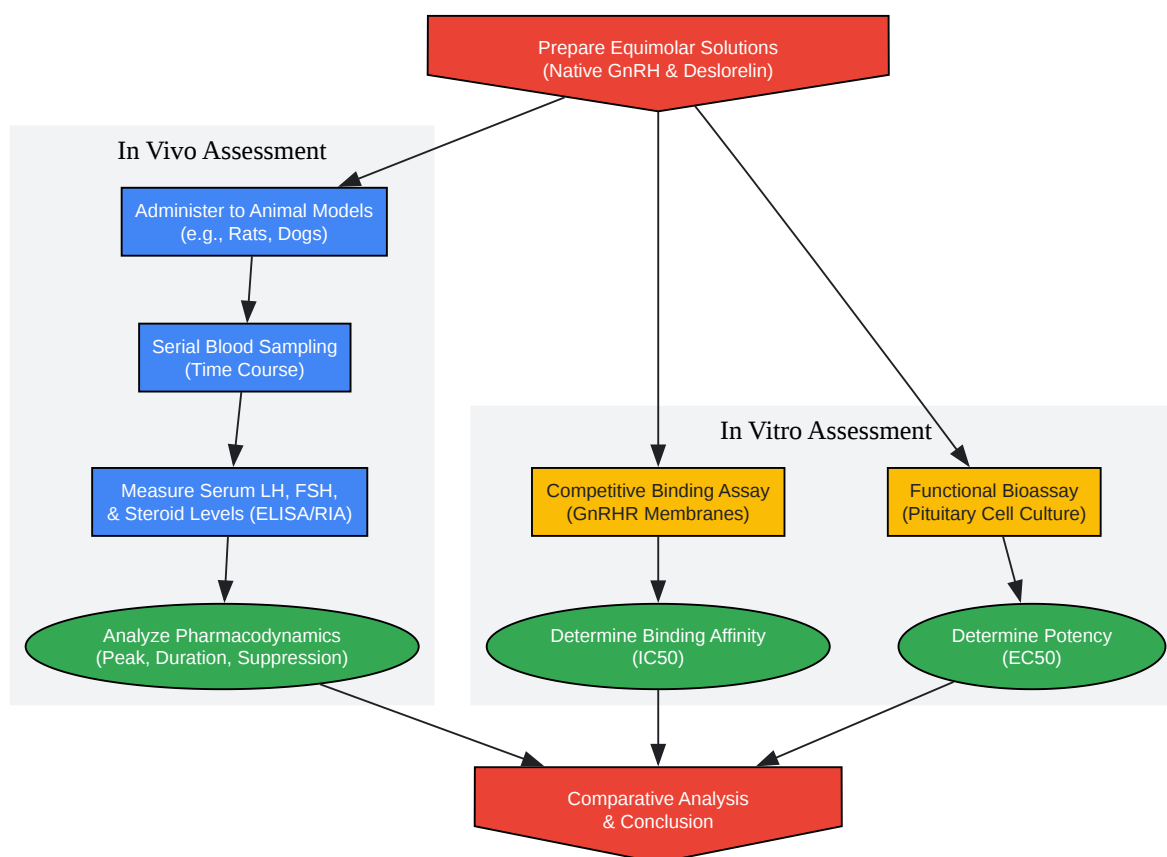 Prepare Equimolar Solutions
(Native GnRH & Deslorelin)
In Vivo Assessment
Administer to Animal Models
(e.g., Rats, Dogs)
Serial Blood Sampling
(Time Course)
Measure Serum LH, FSH,
& Steroid Levels (ELISA/RIA)
Analyze Pharmacodynamics
(Peak, Duration, Suppression)
In Vitro Assessment
Competitive Binding Assay
(GnRHR Membranes)
Functional Bioassay
(Pituitary Cell Culture)
Determine Binding Affinity
(IC50)
Determine Potency
(EC50)
Comparative Analysis
& Conclusion